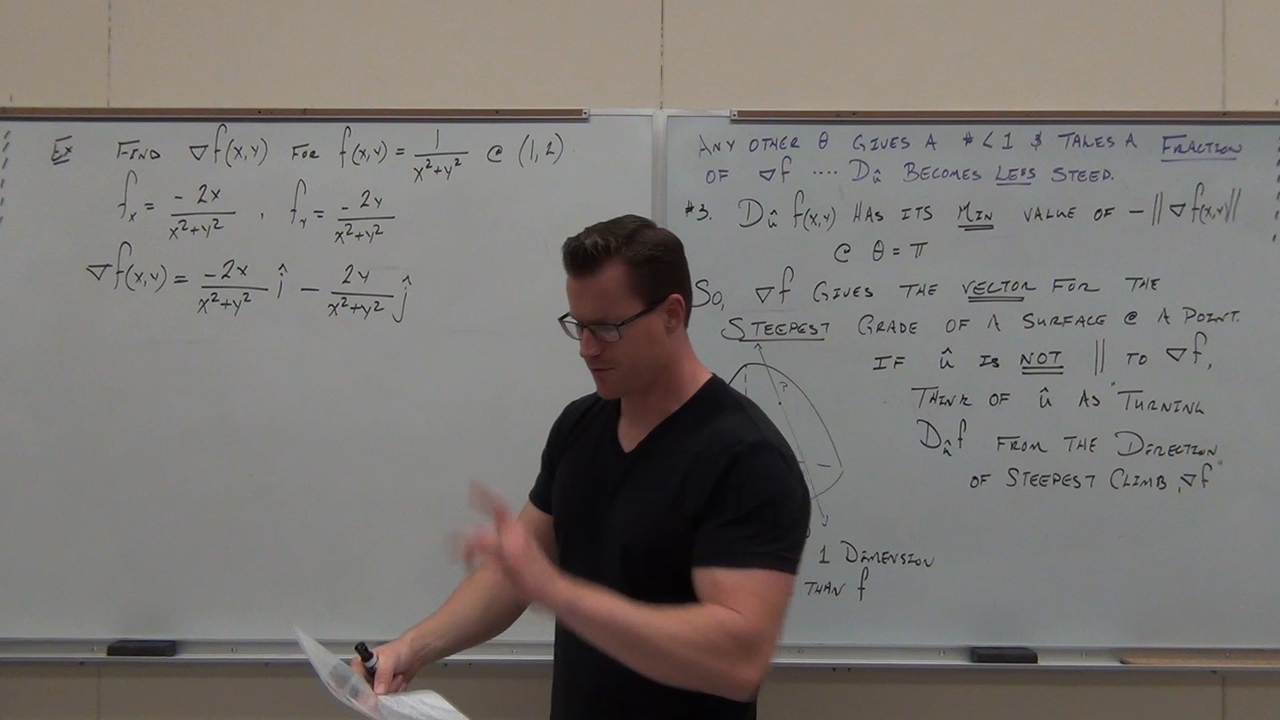 Ex FIND ∇f(x,y) FOR f(x,y) = 1/(x²+y²) @ (1,2)
fx = -2x/(x²+y²) , fy = -2y/(x²+y²)
∇f(x,y) = -2x/(x²+y²) î − 2y/(x²+y²) ĵ
ANY OTHER θ GIVES A #<1 & TAKES A FRACTION
OF ∇f .... Dû BECOMES LESS STEED.
#3. Dû f(x,y) HAS ITS MIN VALUE OF −||∇f(x,y)||
@ θ = π
SO, ∇f GIVES THE VECTOR FOR THE
STEEPEST GRADE OF A SURFACE @ A POINT.
IF û IS NOT || TO ∇f,
THINK OF û AS "TURNING
Dûf FROM THE DIRECTION
OF STEEPEST CLIMB, ∇f"
?
1 DIMENSION
THAN f